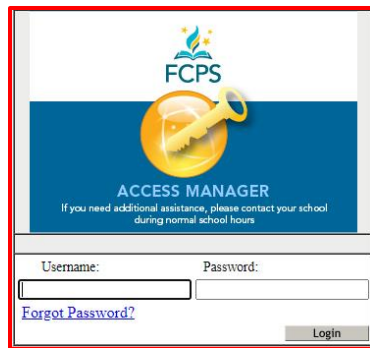 FCPS
ACCESS MANAGER
If you need additional assistance, please contact your school
during normal school hours
Username: Password:
Forgot Password?
Login